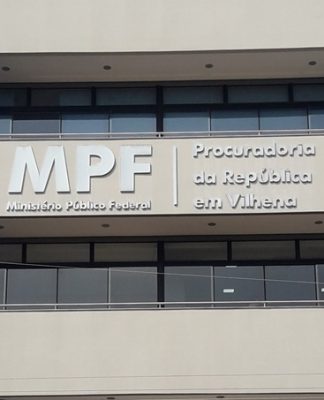 MPF
Ministério Público Federal
Procuradoria
da República
em Vilhena